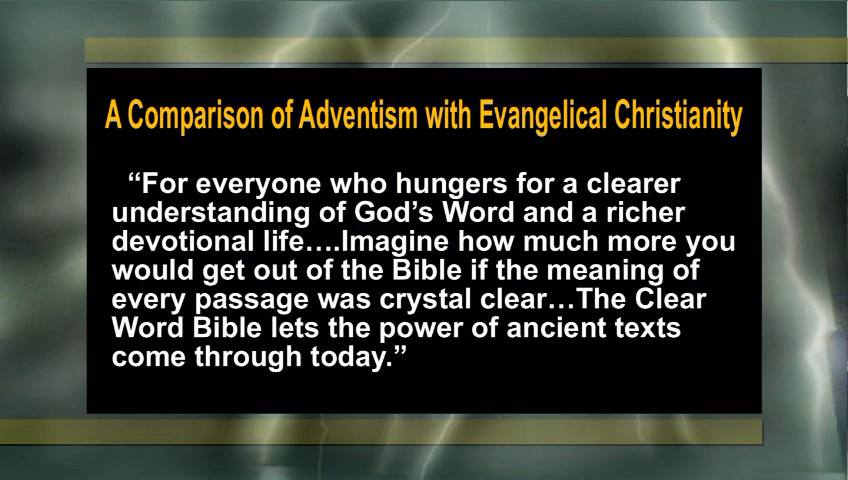 A Comparison of Adventism with Evangelical Christianity
“For everyone who hungers for a clearer
understanding of God’s Word and a richer
devotional life….Imagine how much more you
would get out of the Bible if the meaning of
every passage was crystal clear…The Clear
Word Bible lets the power of ancient texts
come through today.”